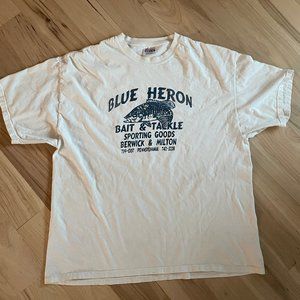 BLUE HERON
BAIT & TACKLE
SPORTING GOODS
BERWICK & MILTON
PENNSYLVANIA